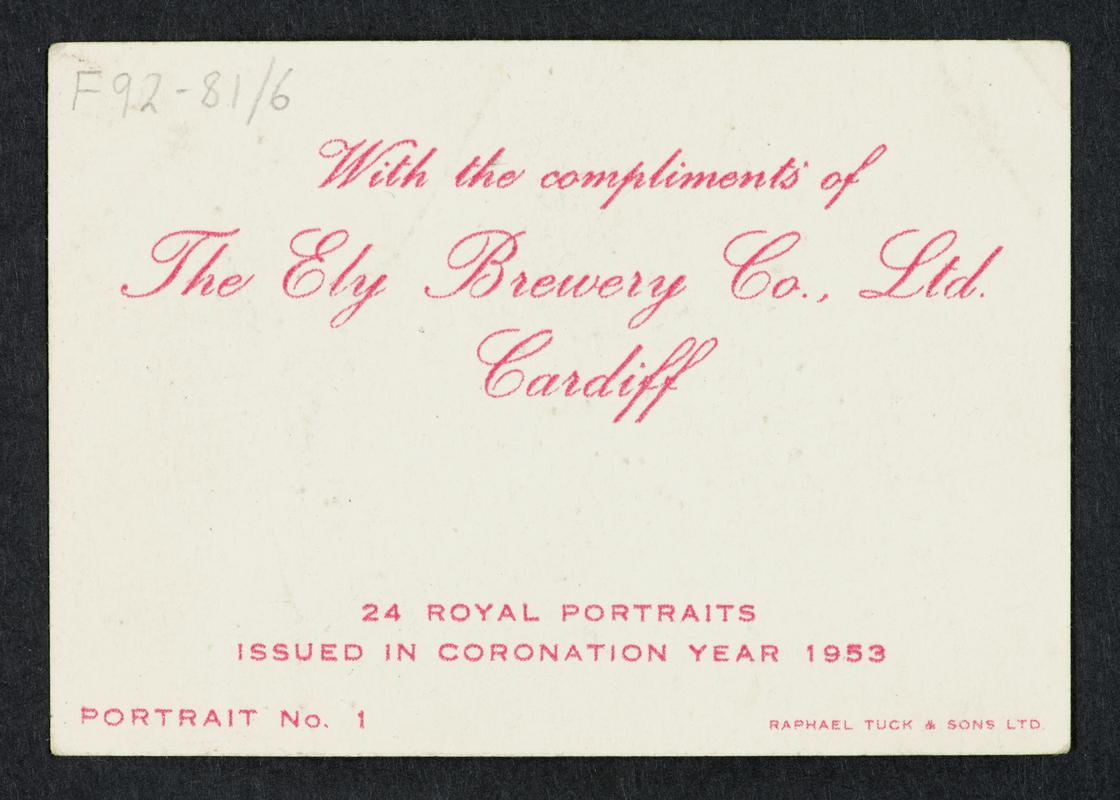 F92-81/6
With the compliments of
The Ely Brewery Co., Ltd.
Cardiff
24 ROYAL PORTRAITS
ISSUED IN CORONATION YEAR 1953
PORTRAIT No. 1
RAPHAEL TUCK & SONS LTD.